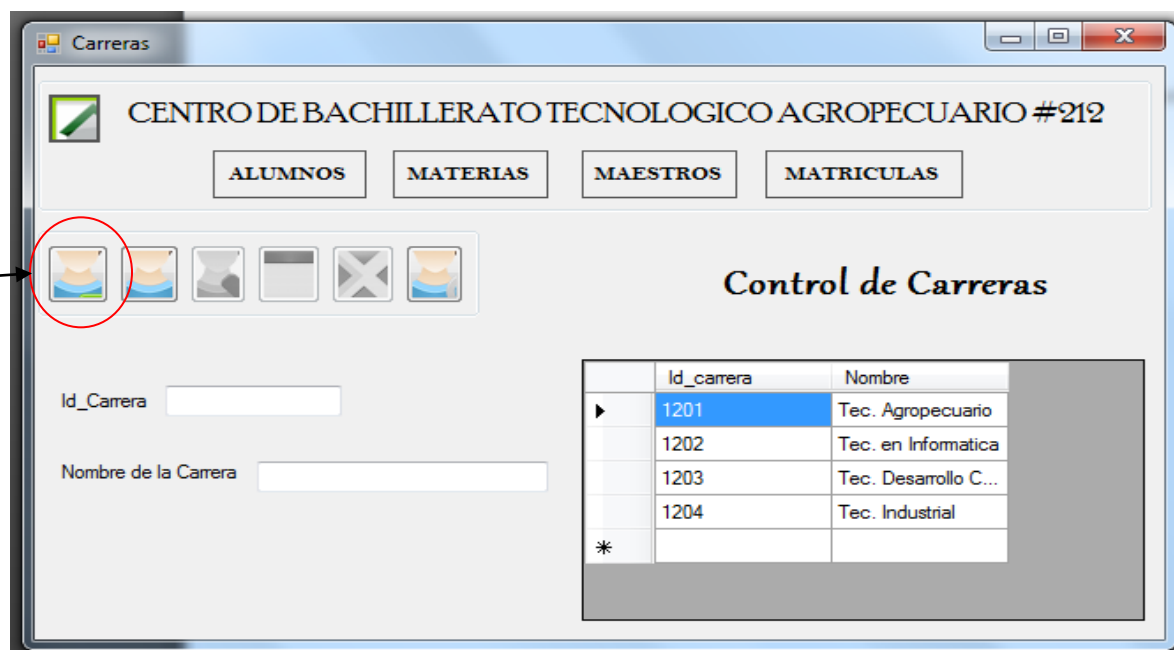 Carreras
CENTRO DE BACHILLERATO TECNOLOGICO AGROPECUARIO #212
ALUMNOS MATERIAS MAESTROS MATRICULAS
Control de Carreras
Id_Carrera
Nombre de la Carrera
Id_carrera Nombre
1201 Tec. Agropecuario
1202 Tec. en Informatica
1203 Tec. Desarrollo C...
1204 Tec. Industrial